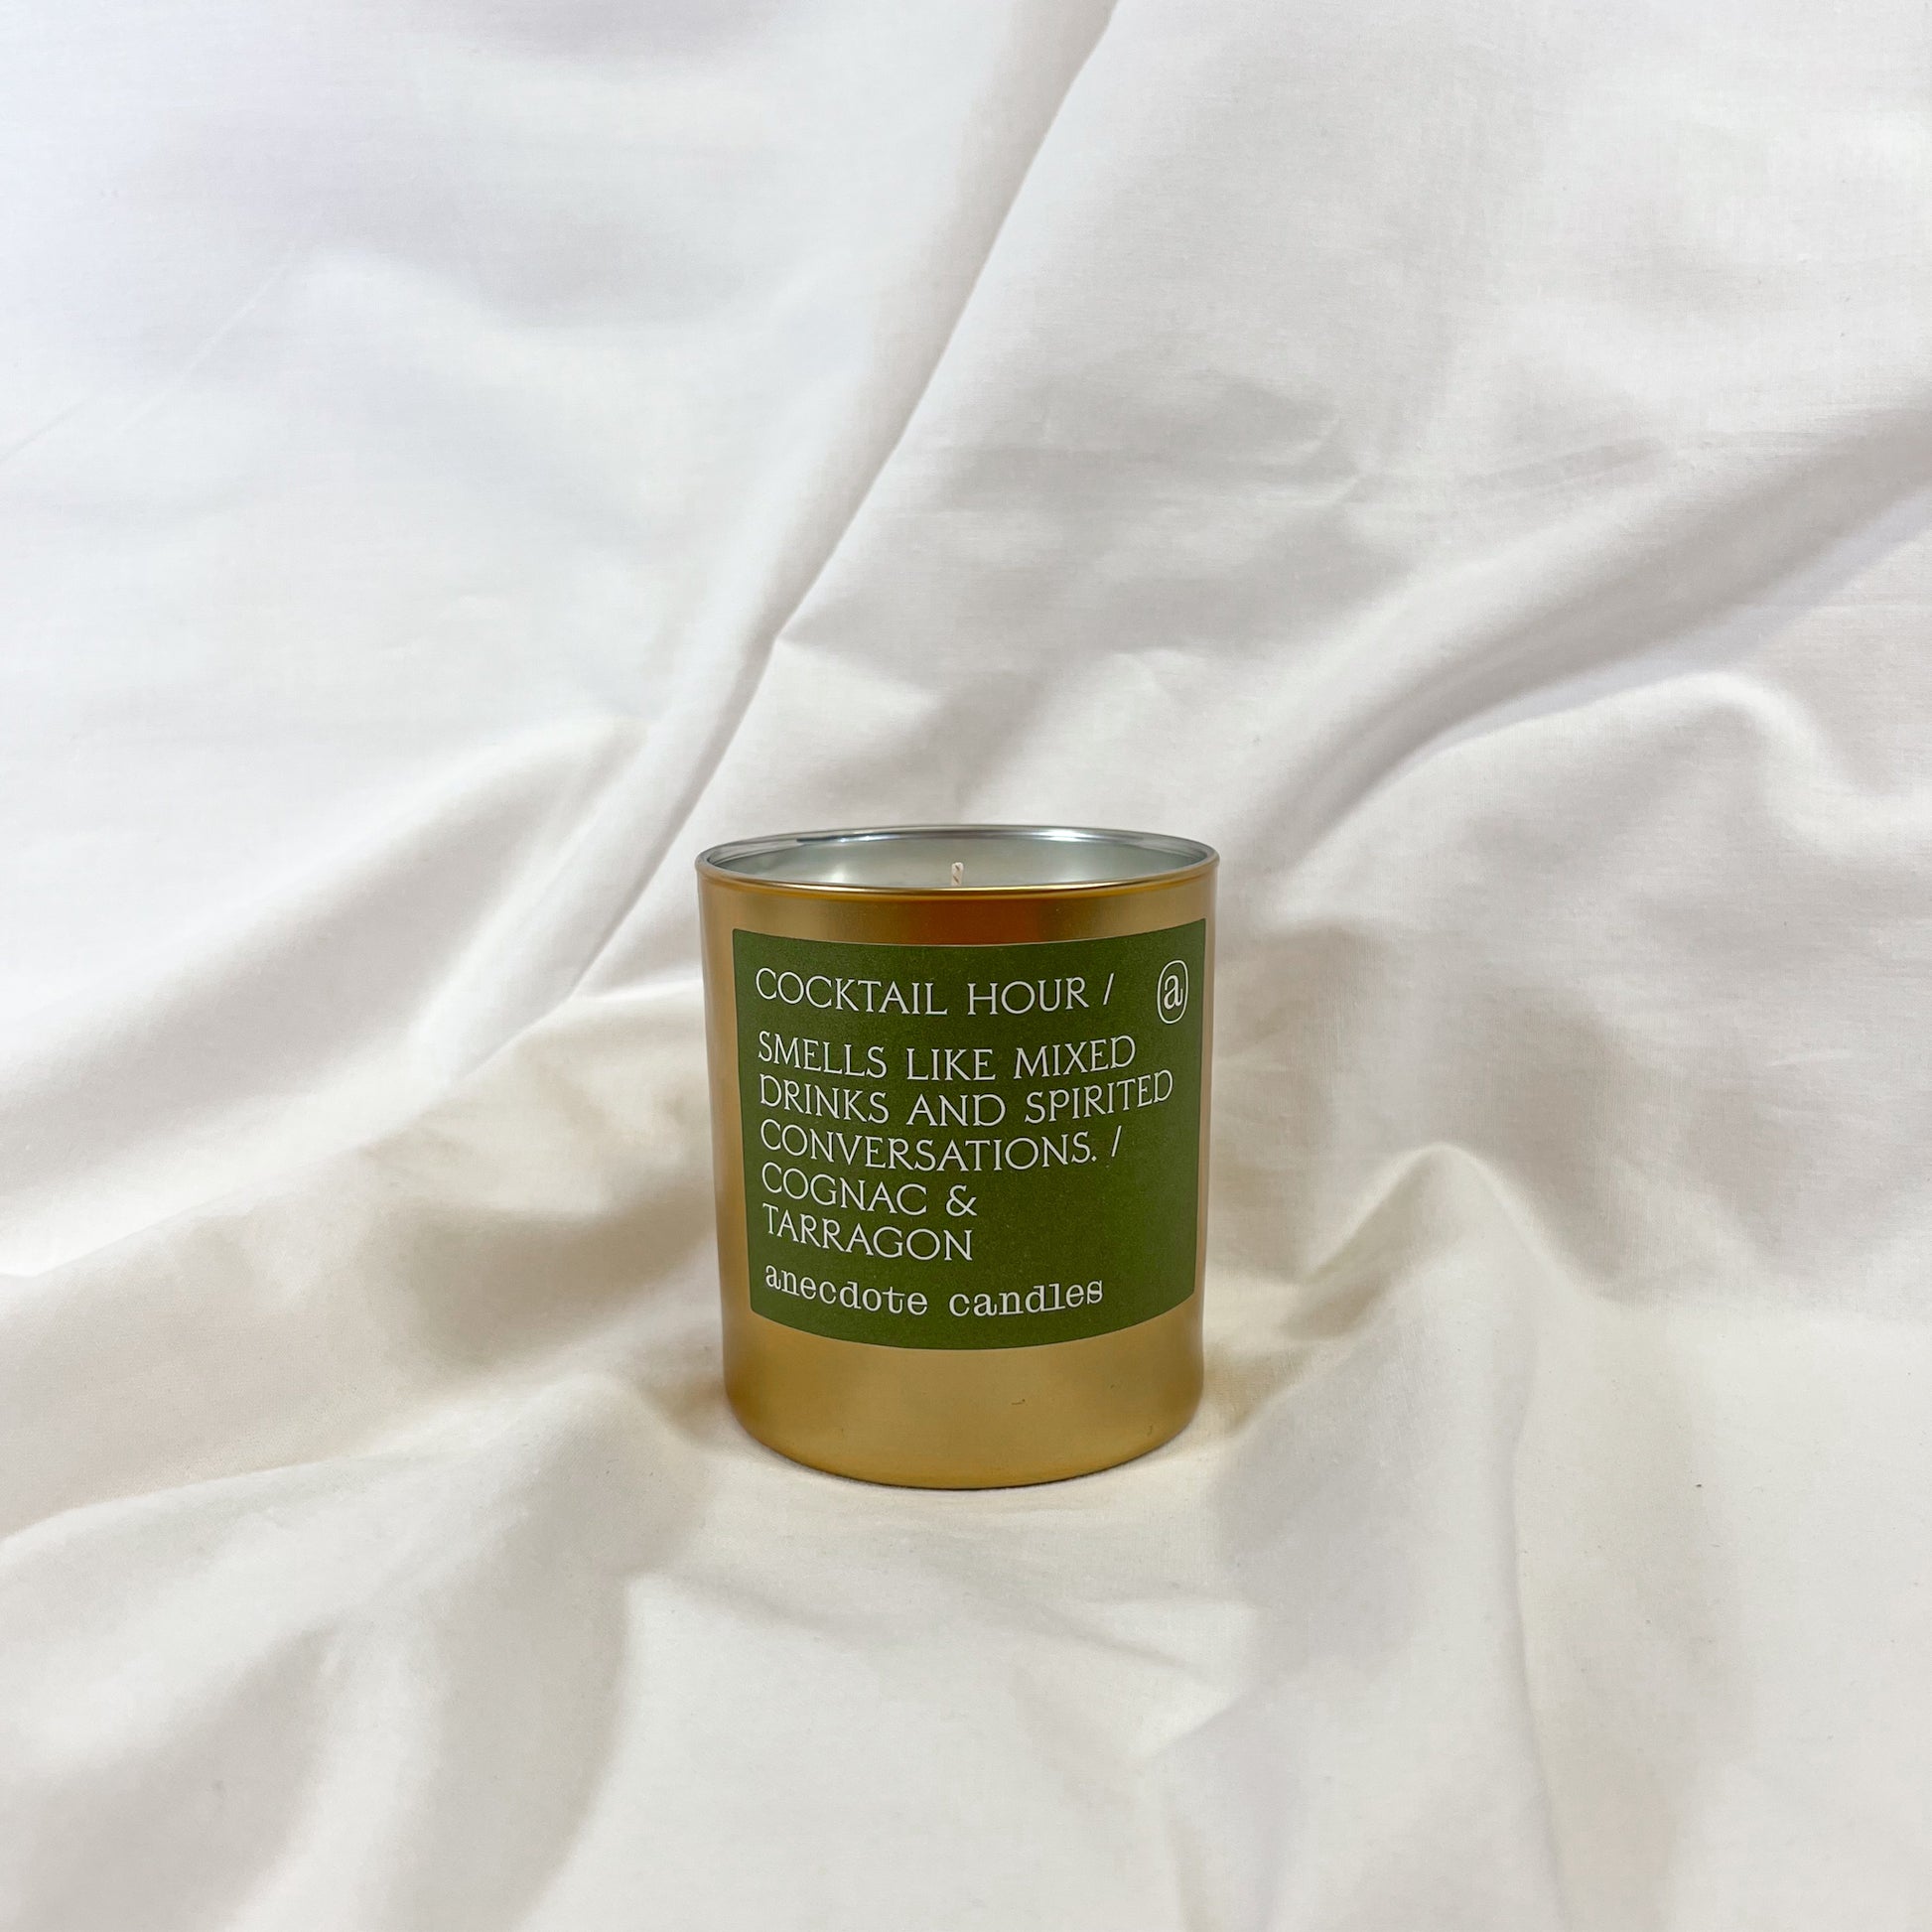 COCKTAIL HOUR / a
SMELLS LIKE MIXED
DRINKS AND SPIRITED
CONVERSATIONS. /
COGNAC &
TARRAGON
anecdote candles